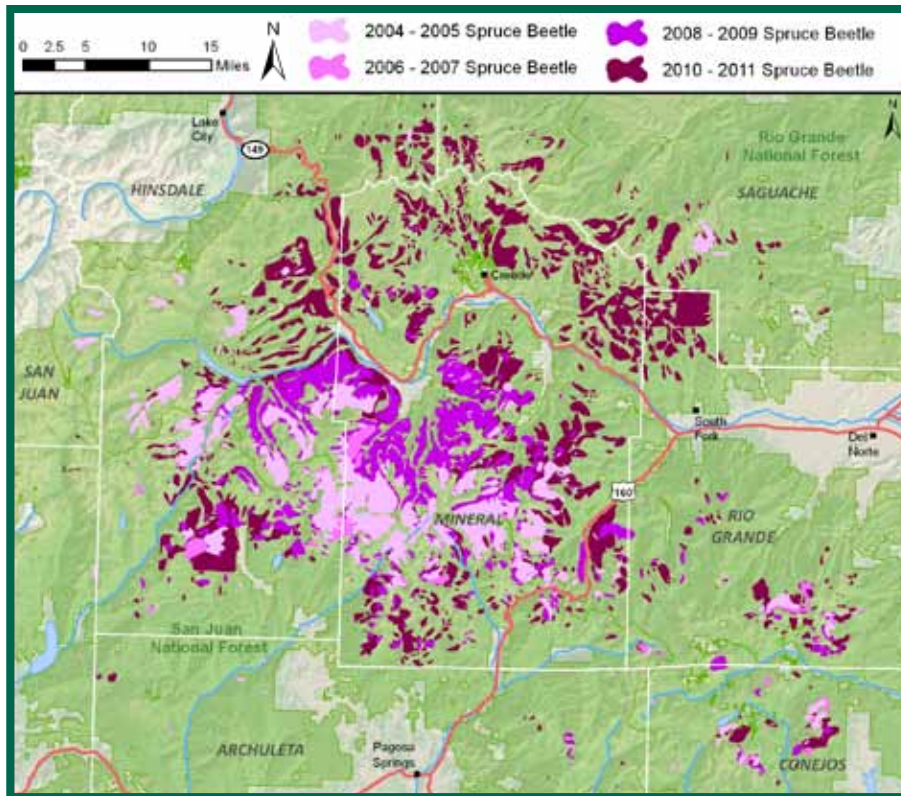 0 2.5 5 10 15
Miles
N
2004 - 2005 Spruce Beetle
2006 - 2007 Spruce Beetle
2008 - 2009 Spruce Beetle
2010 - 2011 Spruce Beetle
N
Lake
City
149
HINSDALE
Rio Grande
National Forest
SAGUACHE
Creede
SAN
JUAN
South
Fork
Del
Norte
160
MINERAL
RIO
GRANDE
San Juan
National Forest
ARCHULETA
Pagosa
Springs
CONEJOS